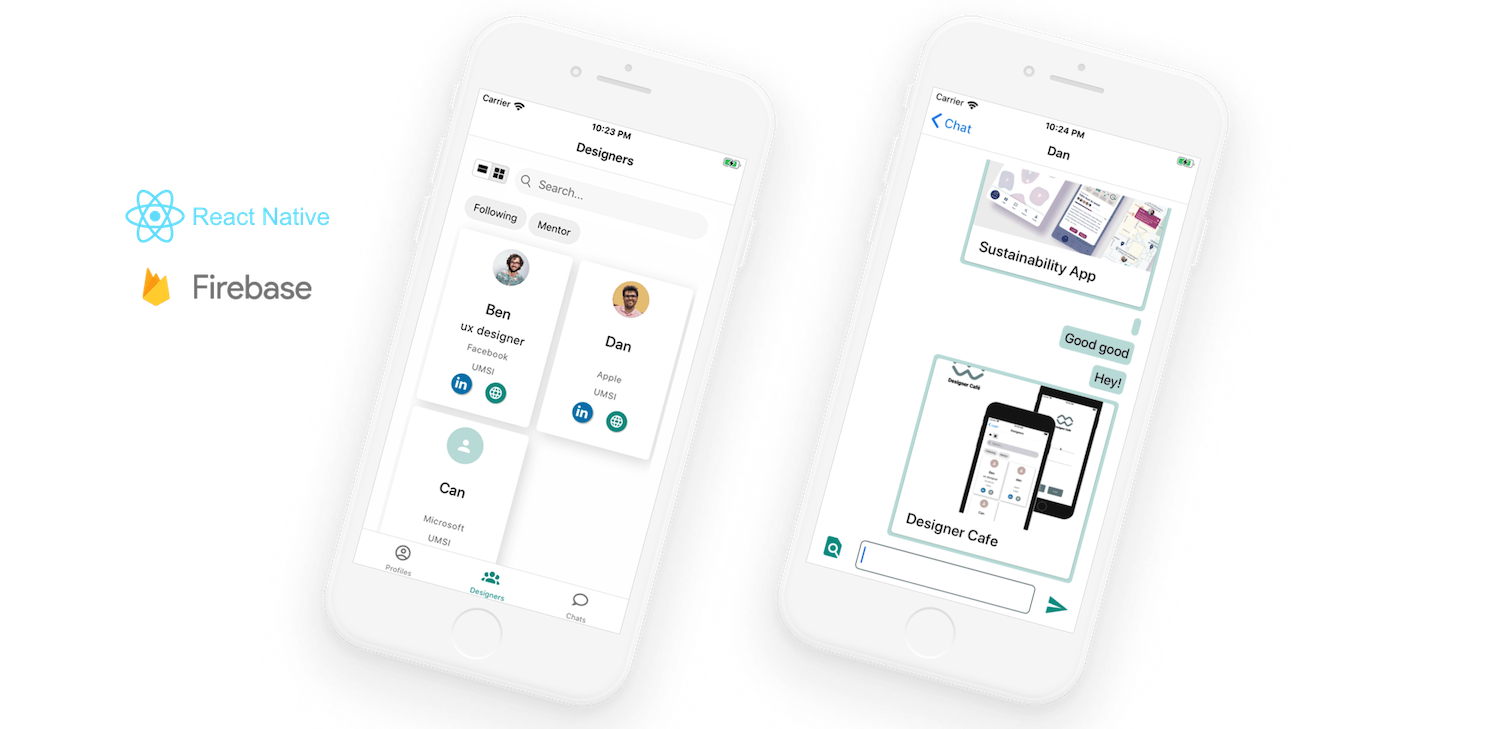 React Native
Firebase
Carrier
10:23 PM
Designers
Search...
Following
Mentor
Ben
ux designer
Facebook
UMSI
in
Dan
Apple
UMSI
in
Can
Microsoft
UMSI
Profiles
Designers
Chats
Carrier
10:24 PM
Chat
Dan
Sustainability App
Good good
Hey!
Designer Café
Designer Cafe